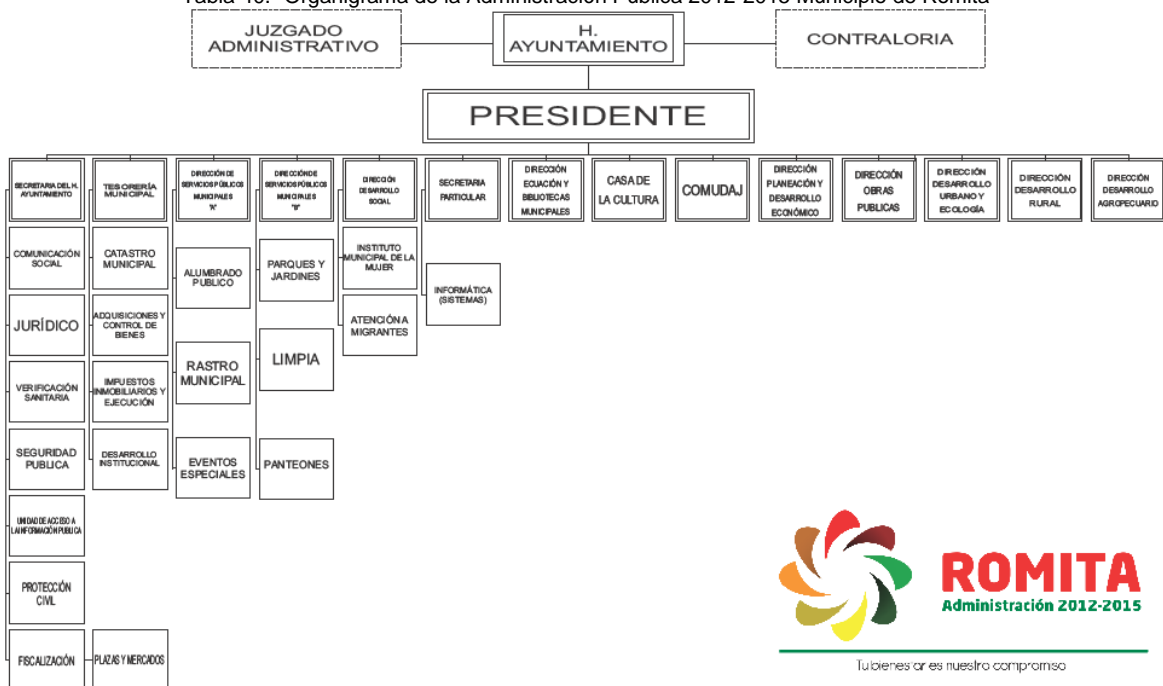 Tabla 45.- Organigrama de la Administración Pública 2012-2015 Municipio de Romita
JUZGADO
ADMINISTRATIVO
H.
AYUNTAMIENTO
CONTRALORIA
PRESIDENTE
SECRETARIA DEL H.
AYUNTAMIENTO
TESORERÍA
MUNICIPAL
DIRECCIÓN DE
SERVICIOS PÚBLICOS
MUNICIPALES
"A"
DIRECCIÓN DE
SERVICIOS PÚBLICOS
MUNICIPALES
"B"
DIRECCIÓN
DESARROLLO
SOCIAL
SECRETARIA
PARTICULAR
DIRECCIÓN
ECUACIÓN Y
BIBLIOTECAS
MUNICIPALES
CASA DE
LA CULTURA
COMUDAJ
DIRECCIÓN
PLANEACIÓN Y
DESARROLLO
ECONÓMICO
DIRECCIÓN
OBRAS
PUBLICAS
DIRECCIÓN
DESARROLLO
URBANO Y
ECOLOGÍA
DIRECCIÓN
DESARROLLO
RURAL
DIRECCIÓN
DESARROLLO
AGROPECUARIO
COMUNICACIÓN
SOCIAL
CATASTRO
MUNICIPAL
ALUMBRADO
PUBLICO
PARQUES Y
JARDINES
INSTITUTO
MUNICIPAL DE LA
MUJER
INFORMÁTICA
(SISTEMAS)
JURÍDICO
ADQUISICIONES Y
CONTROL DE
BIENES
RASTRO
MUNICIPAL
LIMPIA
ATENCIÓN A
MIGRANTES
VERIFICACIÓN
SANITARIA
IMPUESTOS
INMOBILIARIOS Y
EJECUCIÓN
SEGURIDAD
PUBLICA
DESARROLLO
INSTITUCIONAL
EVENTOS
ESPECIALES
PANTEONES
UNIDAD DE ACCESO A
LA INFORMACIÓN PUBLICA
PROTECCIÓN
CIVIL
FISCALIZACIÓN
PLAZAS Y MERCADOS
ROMITA
Administración 2012-2015
Tu bienestar es nuestro compromiso